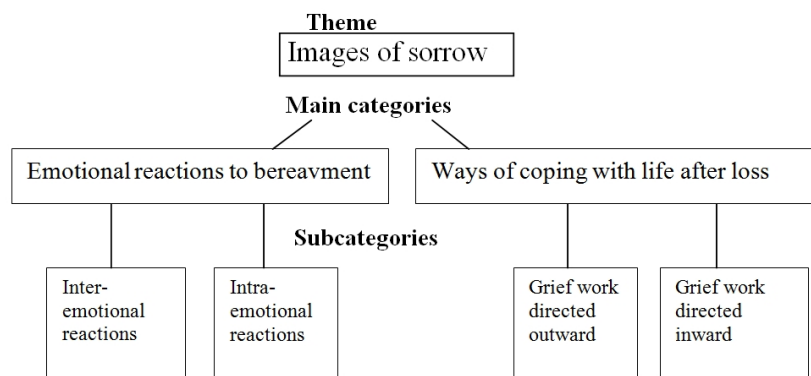 Theme
Images of sorrow
Main categories
Emotional reactions to bereavment
Ways of coping with life after loss
Subcategories
Inter-
emotional
reactions
Intra-
emotional
reactions
Grief work
directed
outward
Grief work
directed
inward